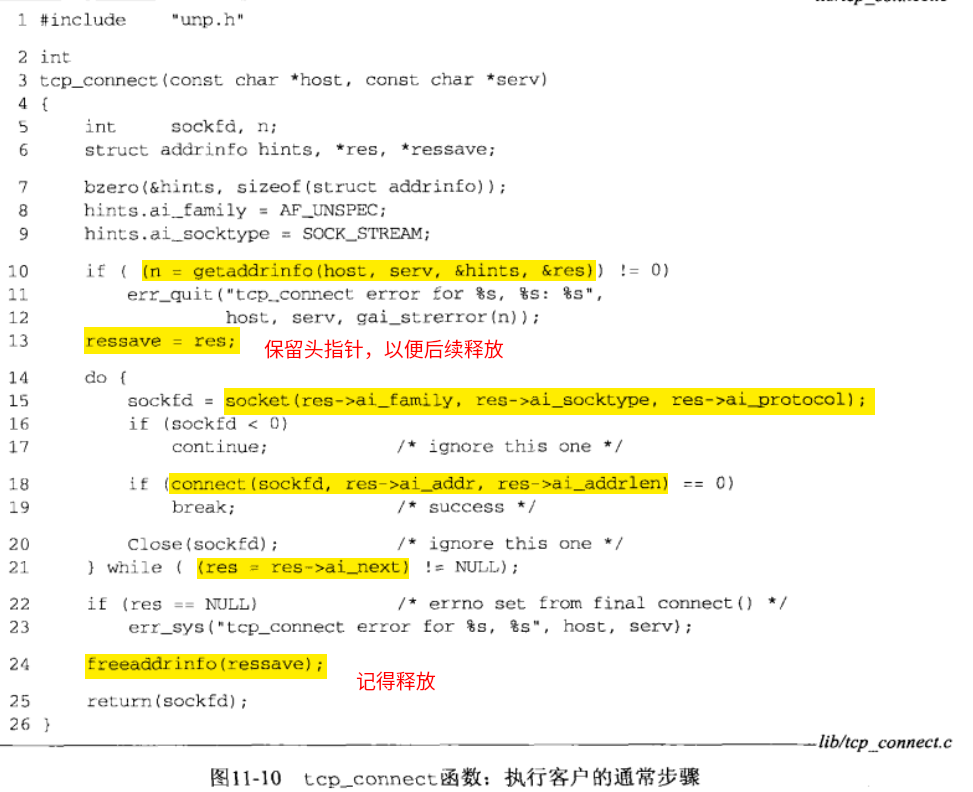 1 #include "unp.h"
2 int
3 tcp_connect(const char *host, const char *serv)
4 {
5 int sockfd, n;
6 struct addrinfo hints, *res, *ressave;
7 bzero(&hints, sizeof(struct addrinfo));
8 hints.ai_family = AF_UNSPEC;
9 hints.ai_socktype = SOCK_STREAM;
10 if ( (n = getaddrinfo(host, serv, &hints, &res)) != 0)
11 err_quit("tcp_connect error for %s, %s: %s",
12 host, serv, gai_strerror(n));
13 ressave = res; 保留头指针，以便后续释放
14 do {
15 sockfd = socket(res->ai_family, res->ai_socktype, res->ai_protocol);
16 if (sockfd < 0)
17 continue; /* ignore this one */
18 if (connect(sockfd, res->ai_addr, res->ai_addrlen) == 0)
19 break; /* success */
20 Close(sockfd); /* ignore this one */
21 } while ( (res = res->ai_next) != NULL);
22 if (res == NULL) /* errno set from final connect() */
23 err_sys("tcp_connect error for %s, %s", host, serv);
24 freeaddrinfo(ressave); 记得释放
25 return(sockfd);
26 }
lib/tcp_connect.c
图11-10 tcp_connect函数：执行客户的通常步骤